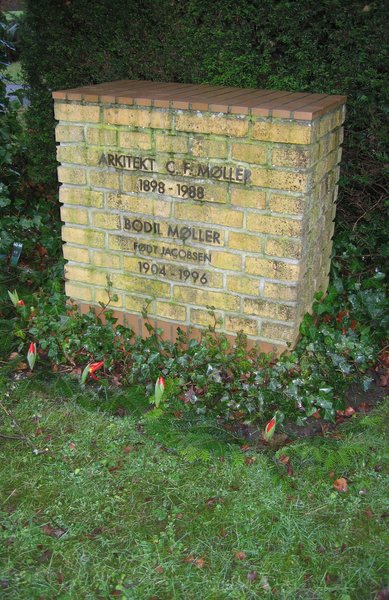 ARKITEKT C. F. MØLLER
1898 - 1988
BODIL MØLLER
FØDT JACOBSEN
1904 - 1996